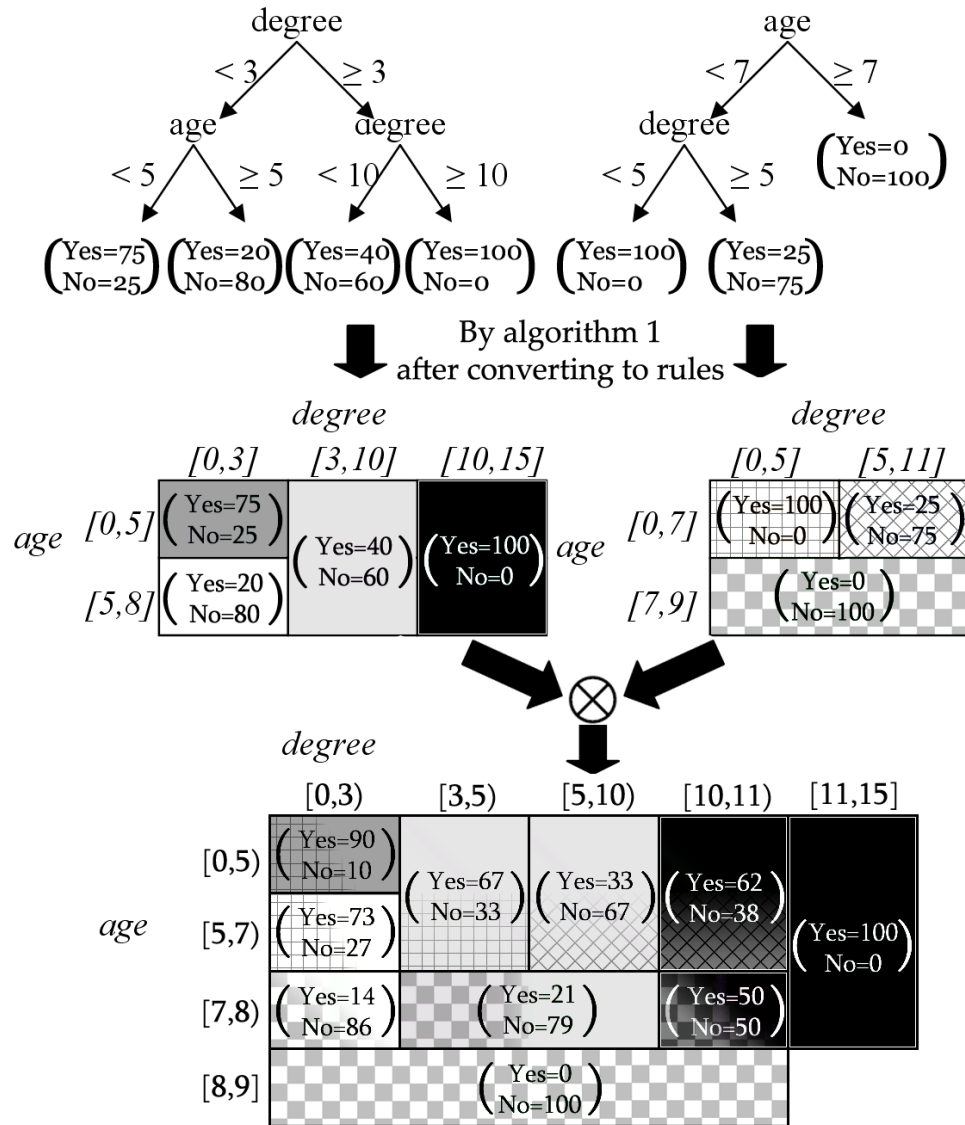 degree
age
< 3
≥ 3
< 7
≥ 7
age
degree
degree
(Yes=0
No=100)
< 5
≥ 5
< 10
≥ 10
< 5
≥ 5
(Yes=75
No=25)
(Yes=20
No=80)
(Yes=40
No=60)
(Yes=100
No=0)
(Yes=100
No=0)
(Yes=25
No=75)
By algorithm 1
after converting to rules
degree
[0,3]
[3,10]
[10,15]
age
[0,5]
[5,8]
(Yes=75
No=25)
(Yes=40
No=60)
(Yes=100
No=0)
(Yes=20
No=80)
degree
[0,5]
[5,11]
age
[0,7]
[7,9]
(Yes=100
No=0)
(Yes=25
No=75)
(Yes=0
No=100)
degree
[0,3)
[3,5)
[5,10)
[10,11)
[11,15]
age
[0,5)
[5,7)
[7,8)
[8,9]
(Yes=90
No=10)
(Yes=67
No=33)
(Yes=33
No=67)
(Yes=62
No=38)
(Yes=100
No=0)
(Yes=73
No=27)
(Yes=14
No=86)
(Yes=21
No=79)
(Yes=50
No=50)
(Yes=0
No=100)